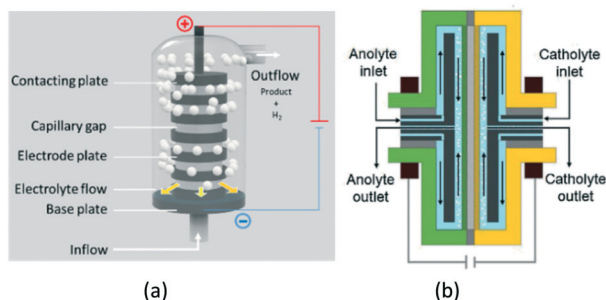 Contacting plate
Capillary gap
Electrode plate
Electrolyte flow
Base plate
Inflow
+
Outflow
Product
+
H₂
−
(a)
Anolyte
inlet
Catholyte
inlet
Anolyte
outlet
Catholyte
outlet
(b)